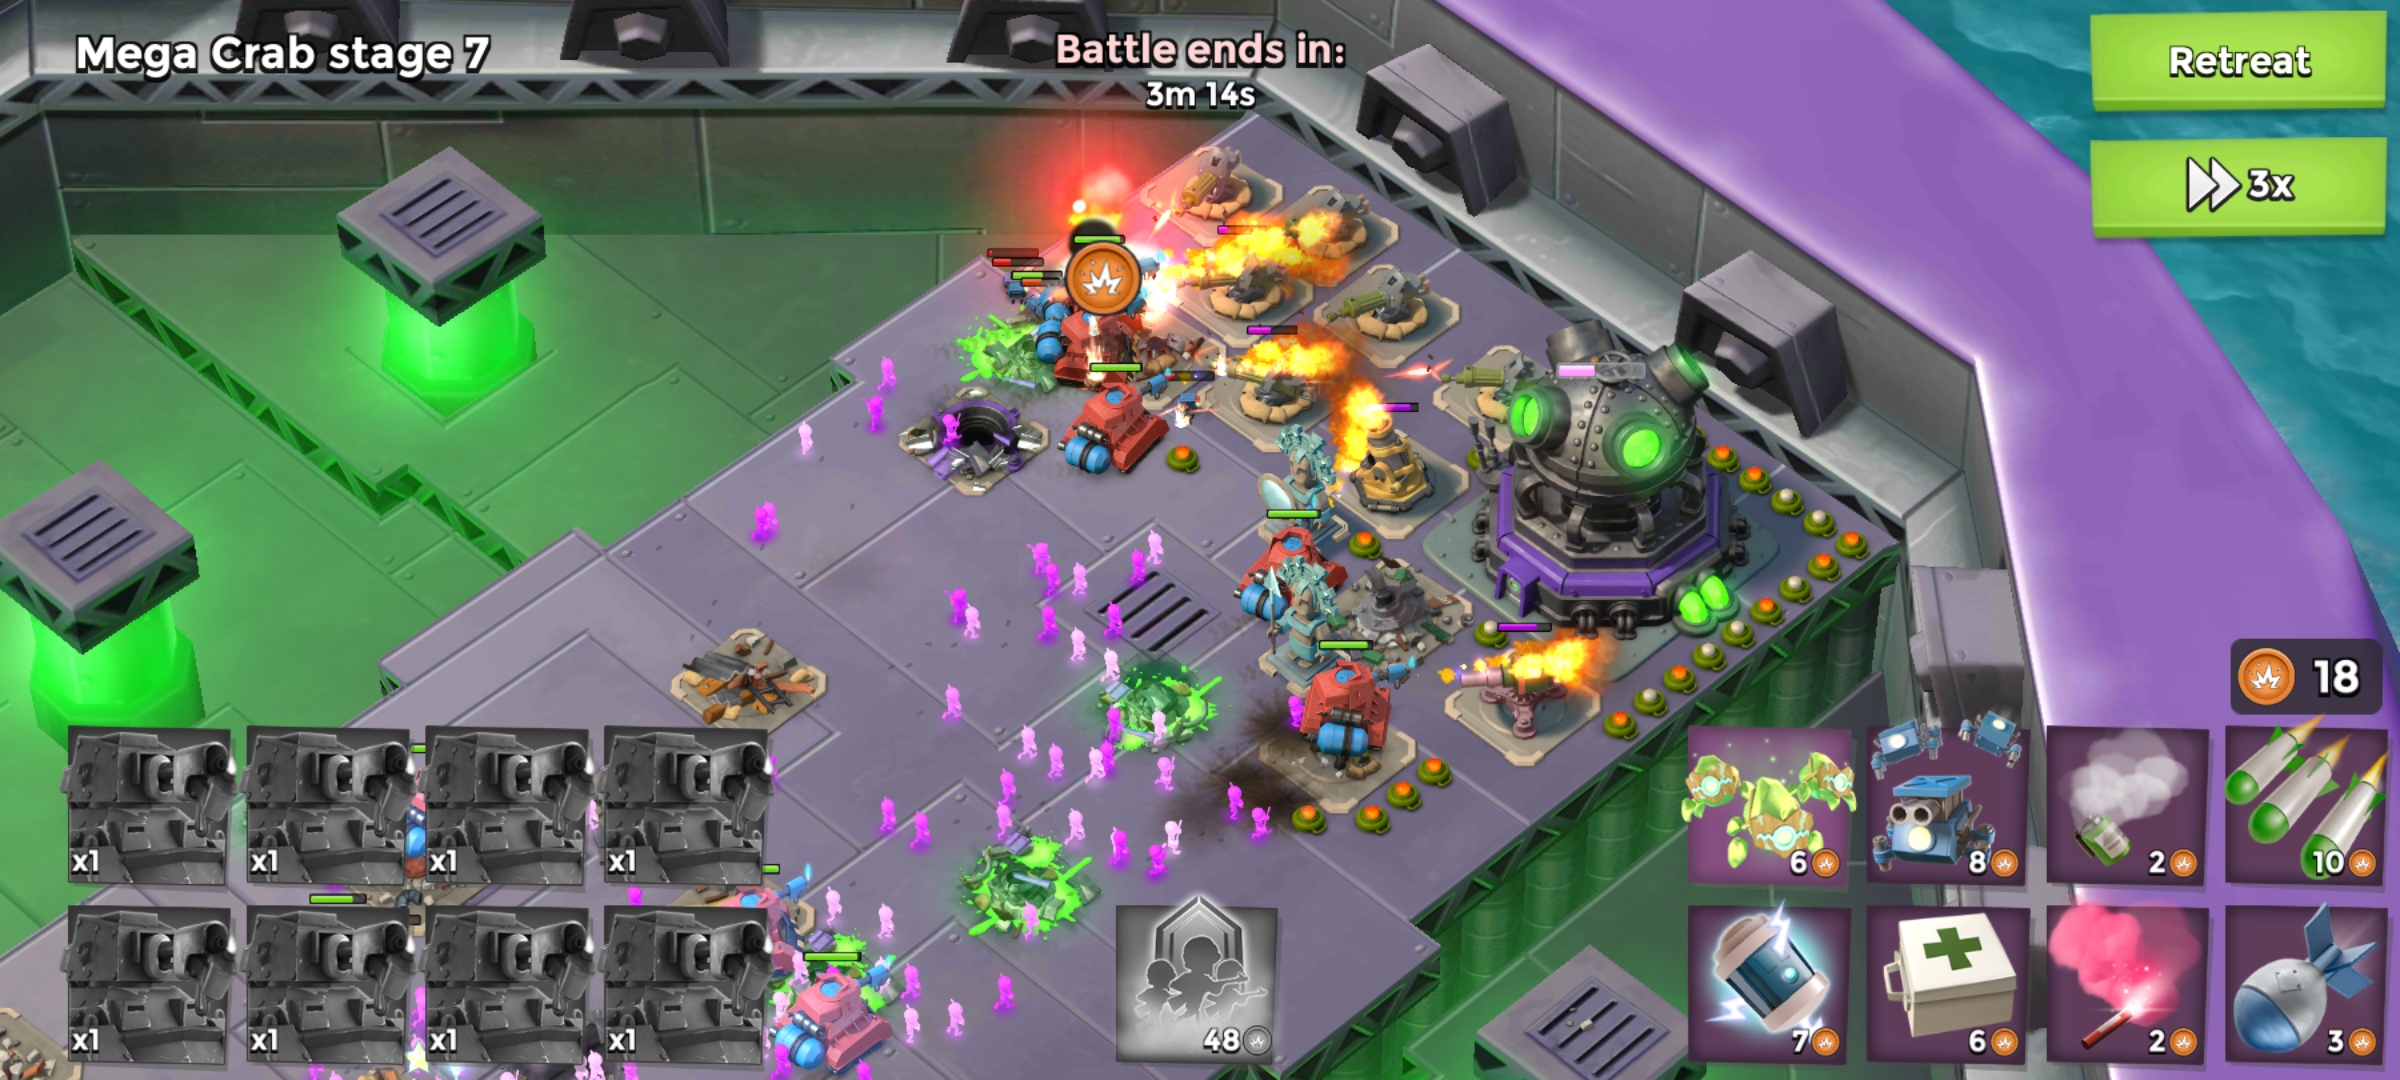 Mega Crab stage 7
Battle ends in:
3m 14s
Retreat
3x
18
x1
x1
x1
x1
6
8
2
10
x1
x1
x1
x1
48
7
6
2
3